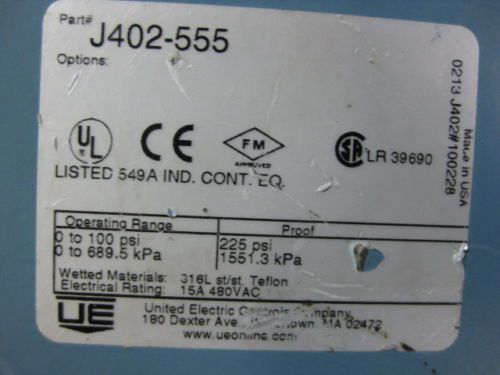 Part#
J402-555
Options:
UL
CE
FM
APPROVED
SA LR 39690
LISTED 549A IND. CONT. EQ.
Made in USA
0213 J402#100228
Operating Range Proof
0 to 100 psi 225 psi
0 to 689.5 kPa 1551.3 kPa
Wetted Materials: 316L st/st, Teflon
Electrical Rating: 15A 480VAC
UE
United Electric Controls Company
180 Dexter Ave., MA 02472
www.ueonline.com